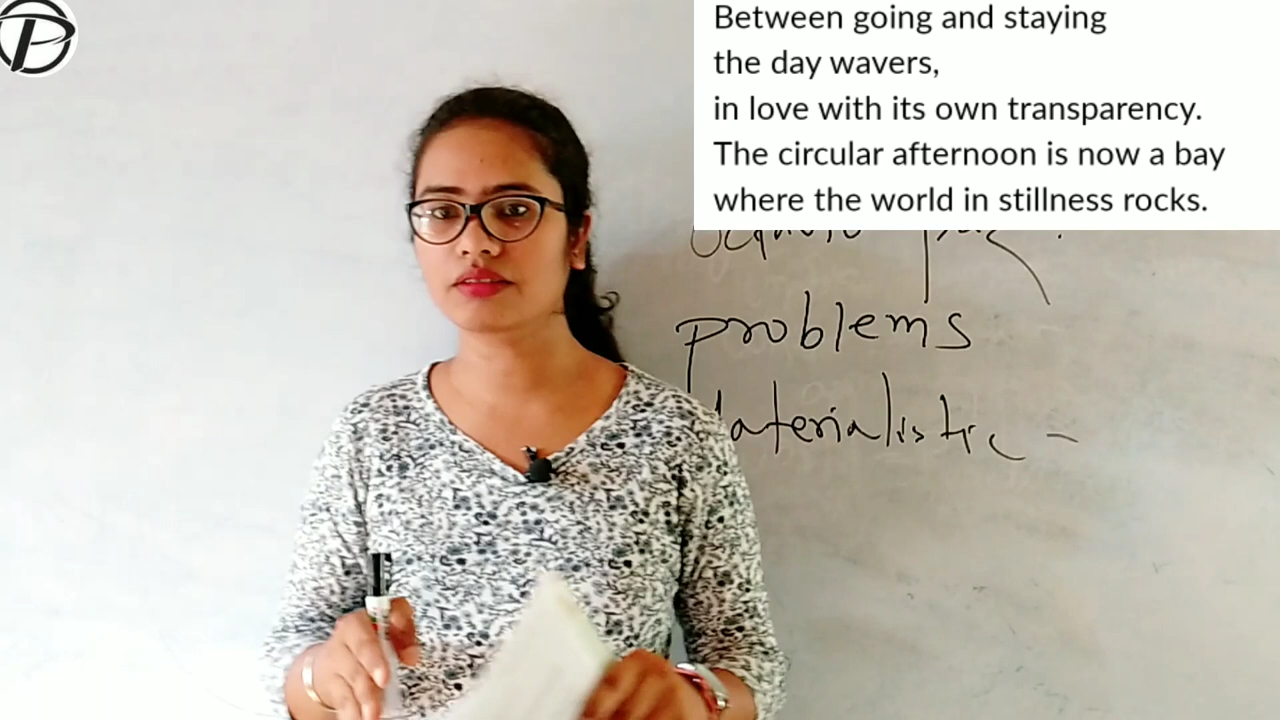 Between going and staying
the day wavers,
in love with its own transparency.
The circular afternoon is now a bay
where the world in stillness rocks.
problems
Materialistic -